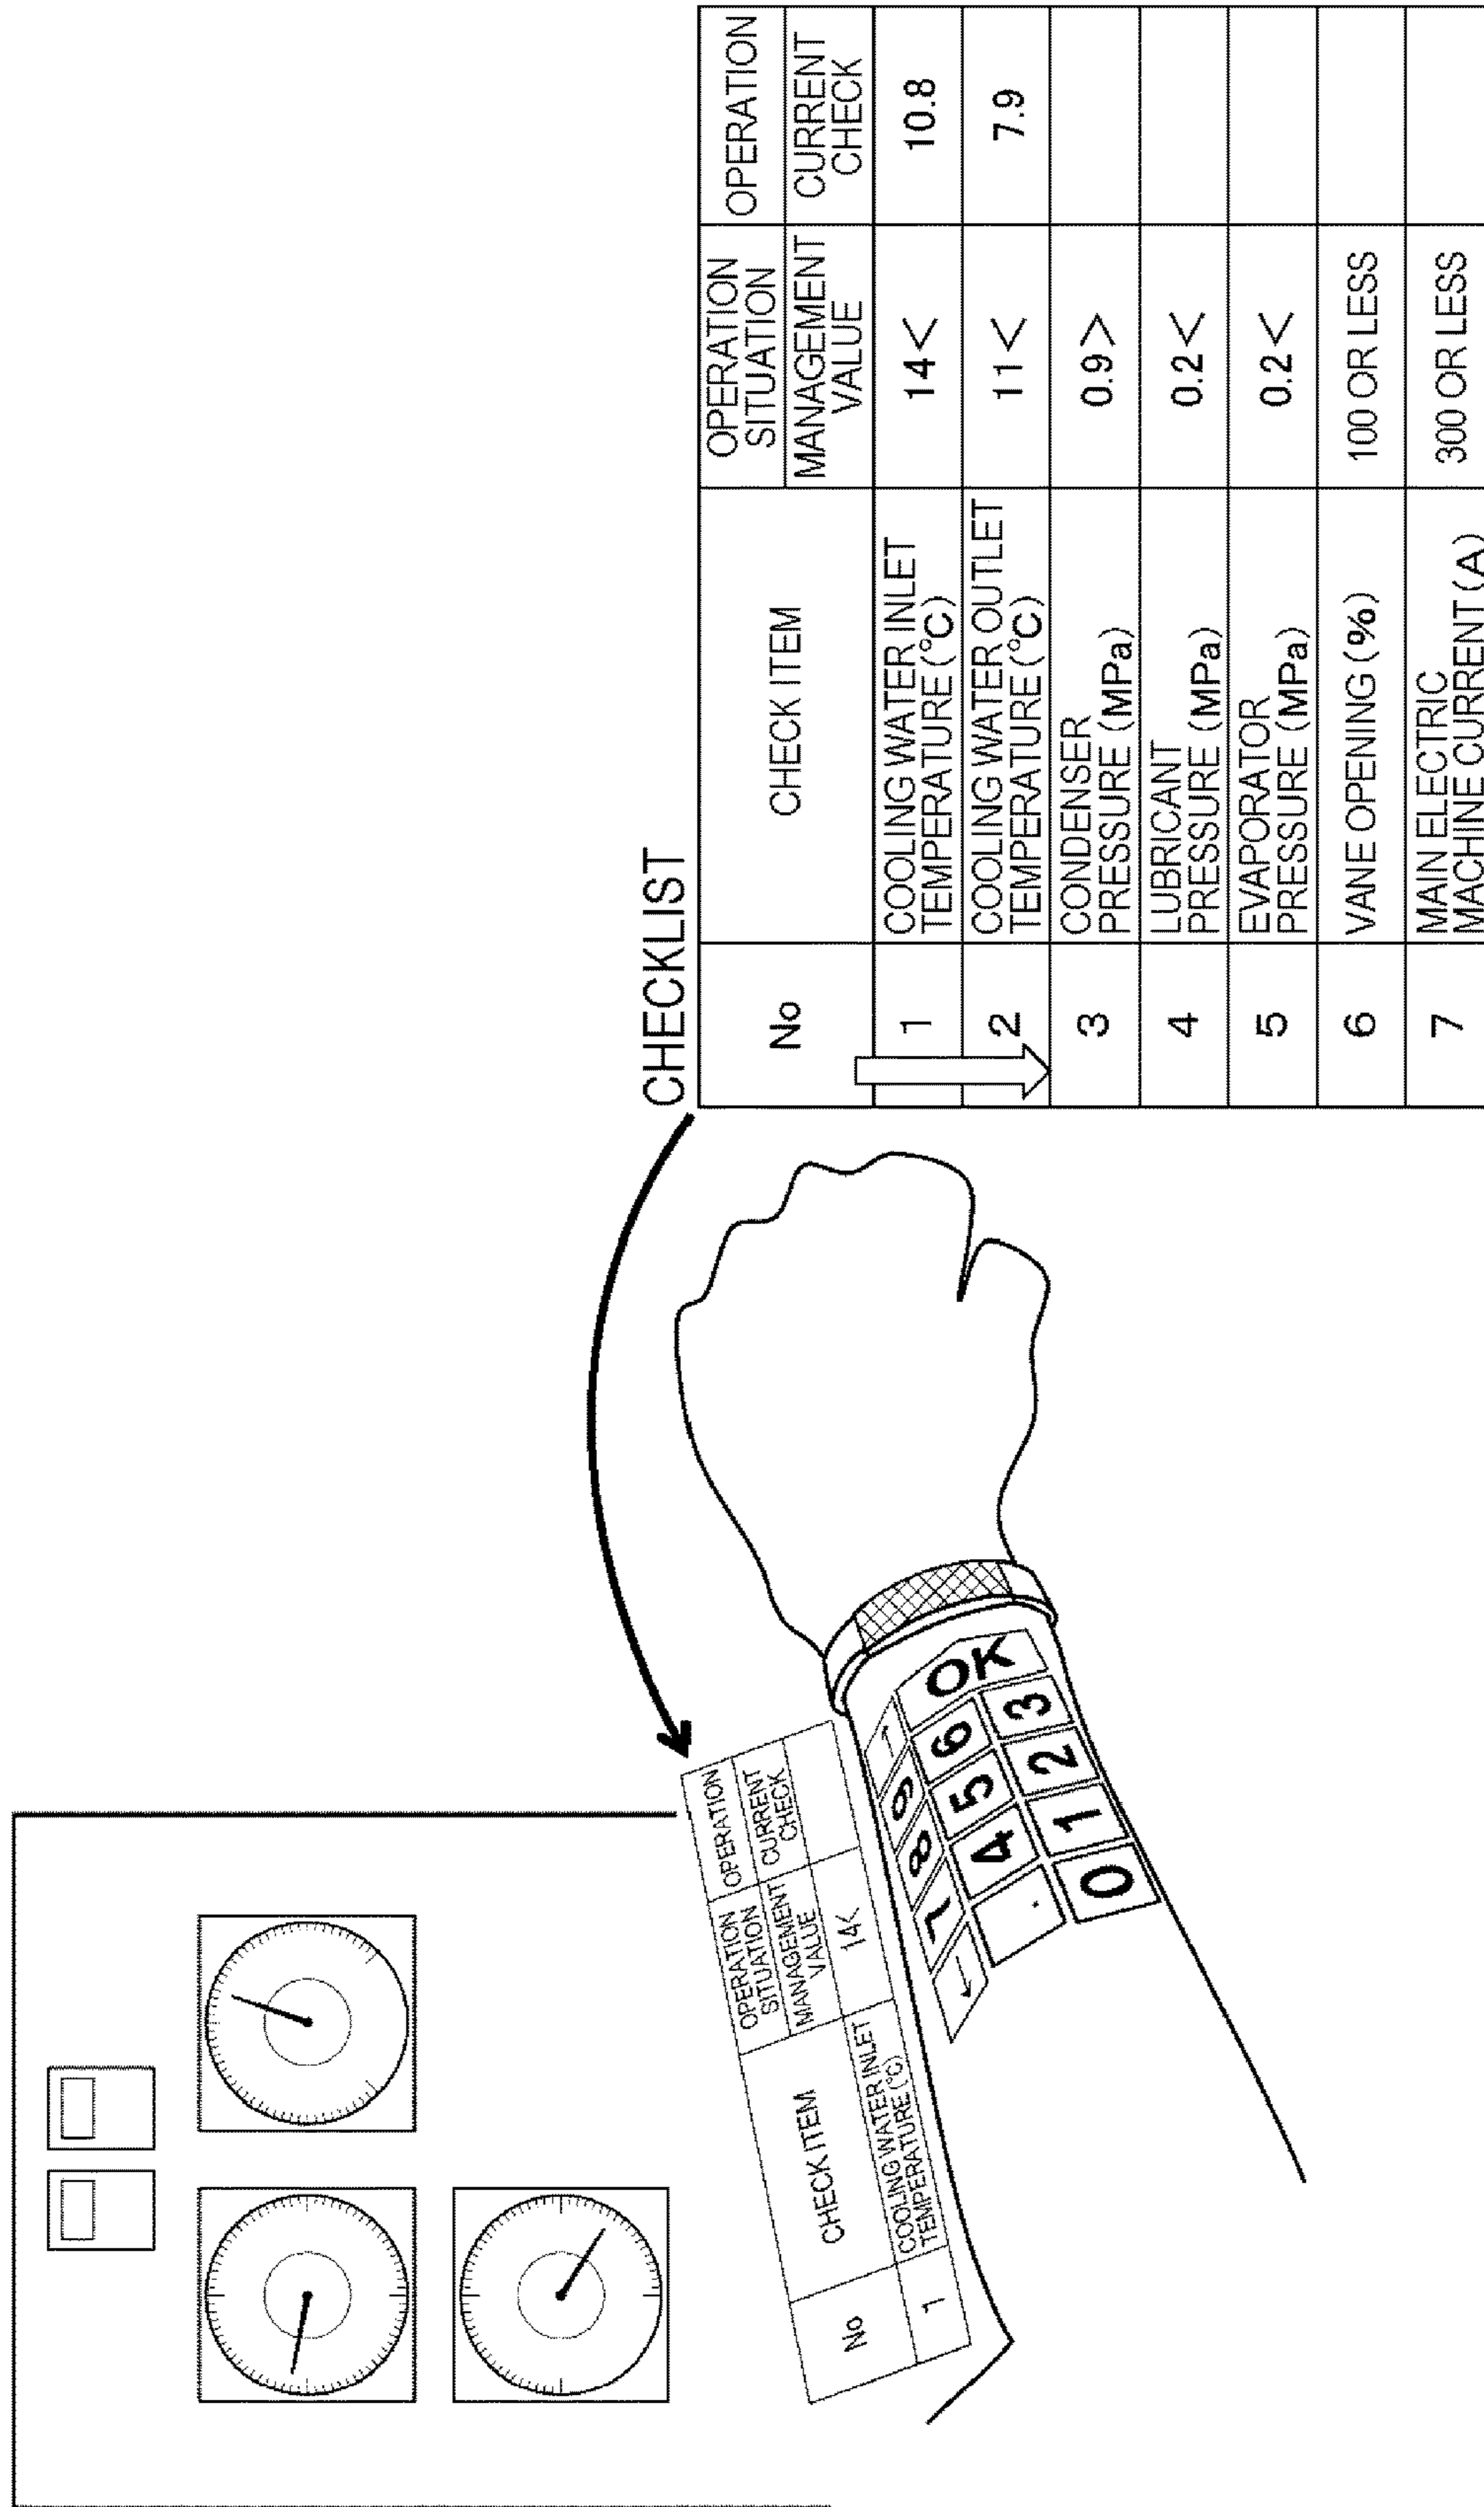 CHECKLIST
No
CHECK ITEM
OPERATION
SITUATION
OPERATION
MANAGEMENT
VALUE
CURRENT
CHECK
1
COOLING WATER INLET
TEMPERATURE (°C)
14<
10.8
2
COOLING WATER OUTLET
TEMPERATURE (°C)
11<
7.9
3
CONDENSER
PRESSURE (MPa)
0.9>
4
LUBRICANT
PRESSURE (MPa)
0.2<
5
EVAPORATOR
PRESSURE (MPa)
0.2<
6
VANE OPENING (%)
100 OR LESS
7
MAIN ELECTRIC
MACHINE CURRENT (A)
300 OR LESS
No
CHECK ITEM
OPERATION
SITUATION
OPERATION
MANAGEMENT
VALUE
CURRENT
CHECK
1
COOLING WATER INLET
TEMPERATURE (°C)
14<
← 7 8 9 →
. 4 5 6 OK
0 1 2 3